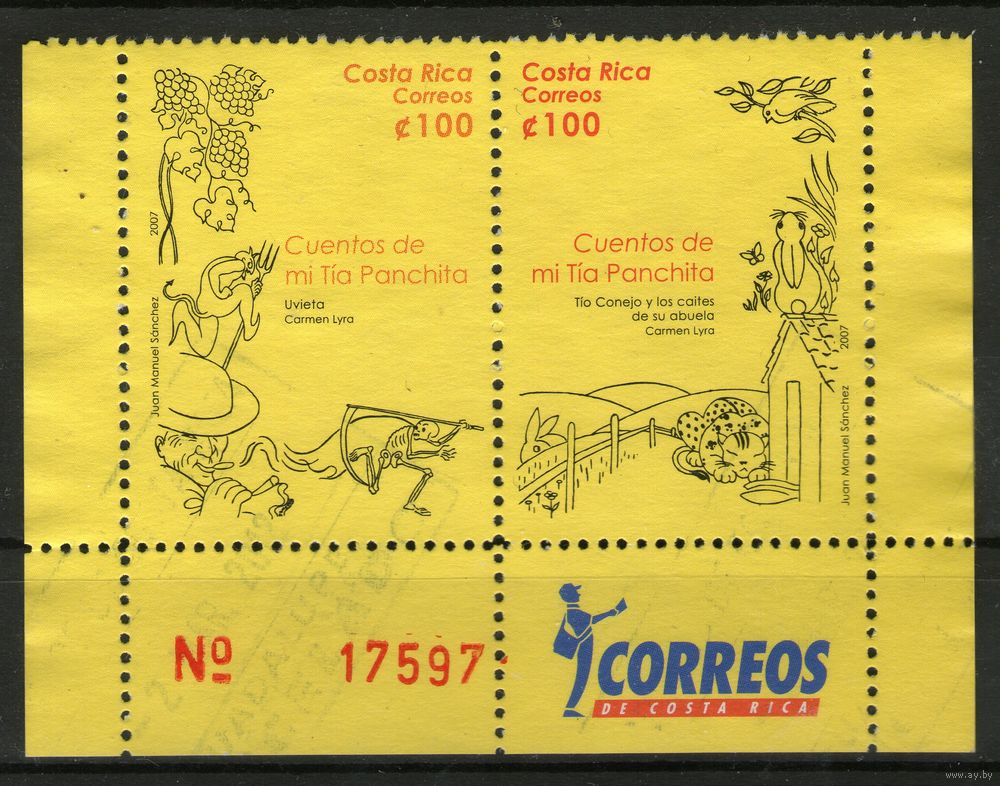 Costa Rica
Correos
¢100
2007
Cuentos de
mi Tía Panchita
Uvieta
Carmen Lyra
Juan Manuel Sánchez
Costa Rica
Correos
¢100
Cuentos de
mi Tía Panchita
Tío Conejo y los caites
de su abuela
Carmen Lyra
2007
Juan Manuel Sánchez
Nº 17597
CORREOS
DE COSTA RICA
www.ay.by